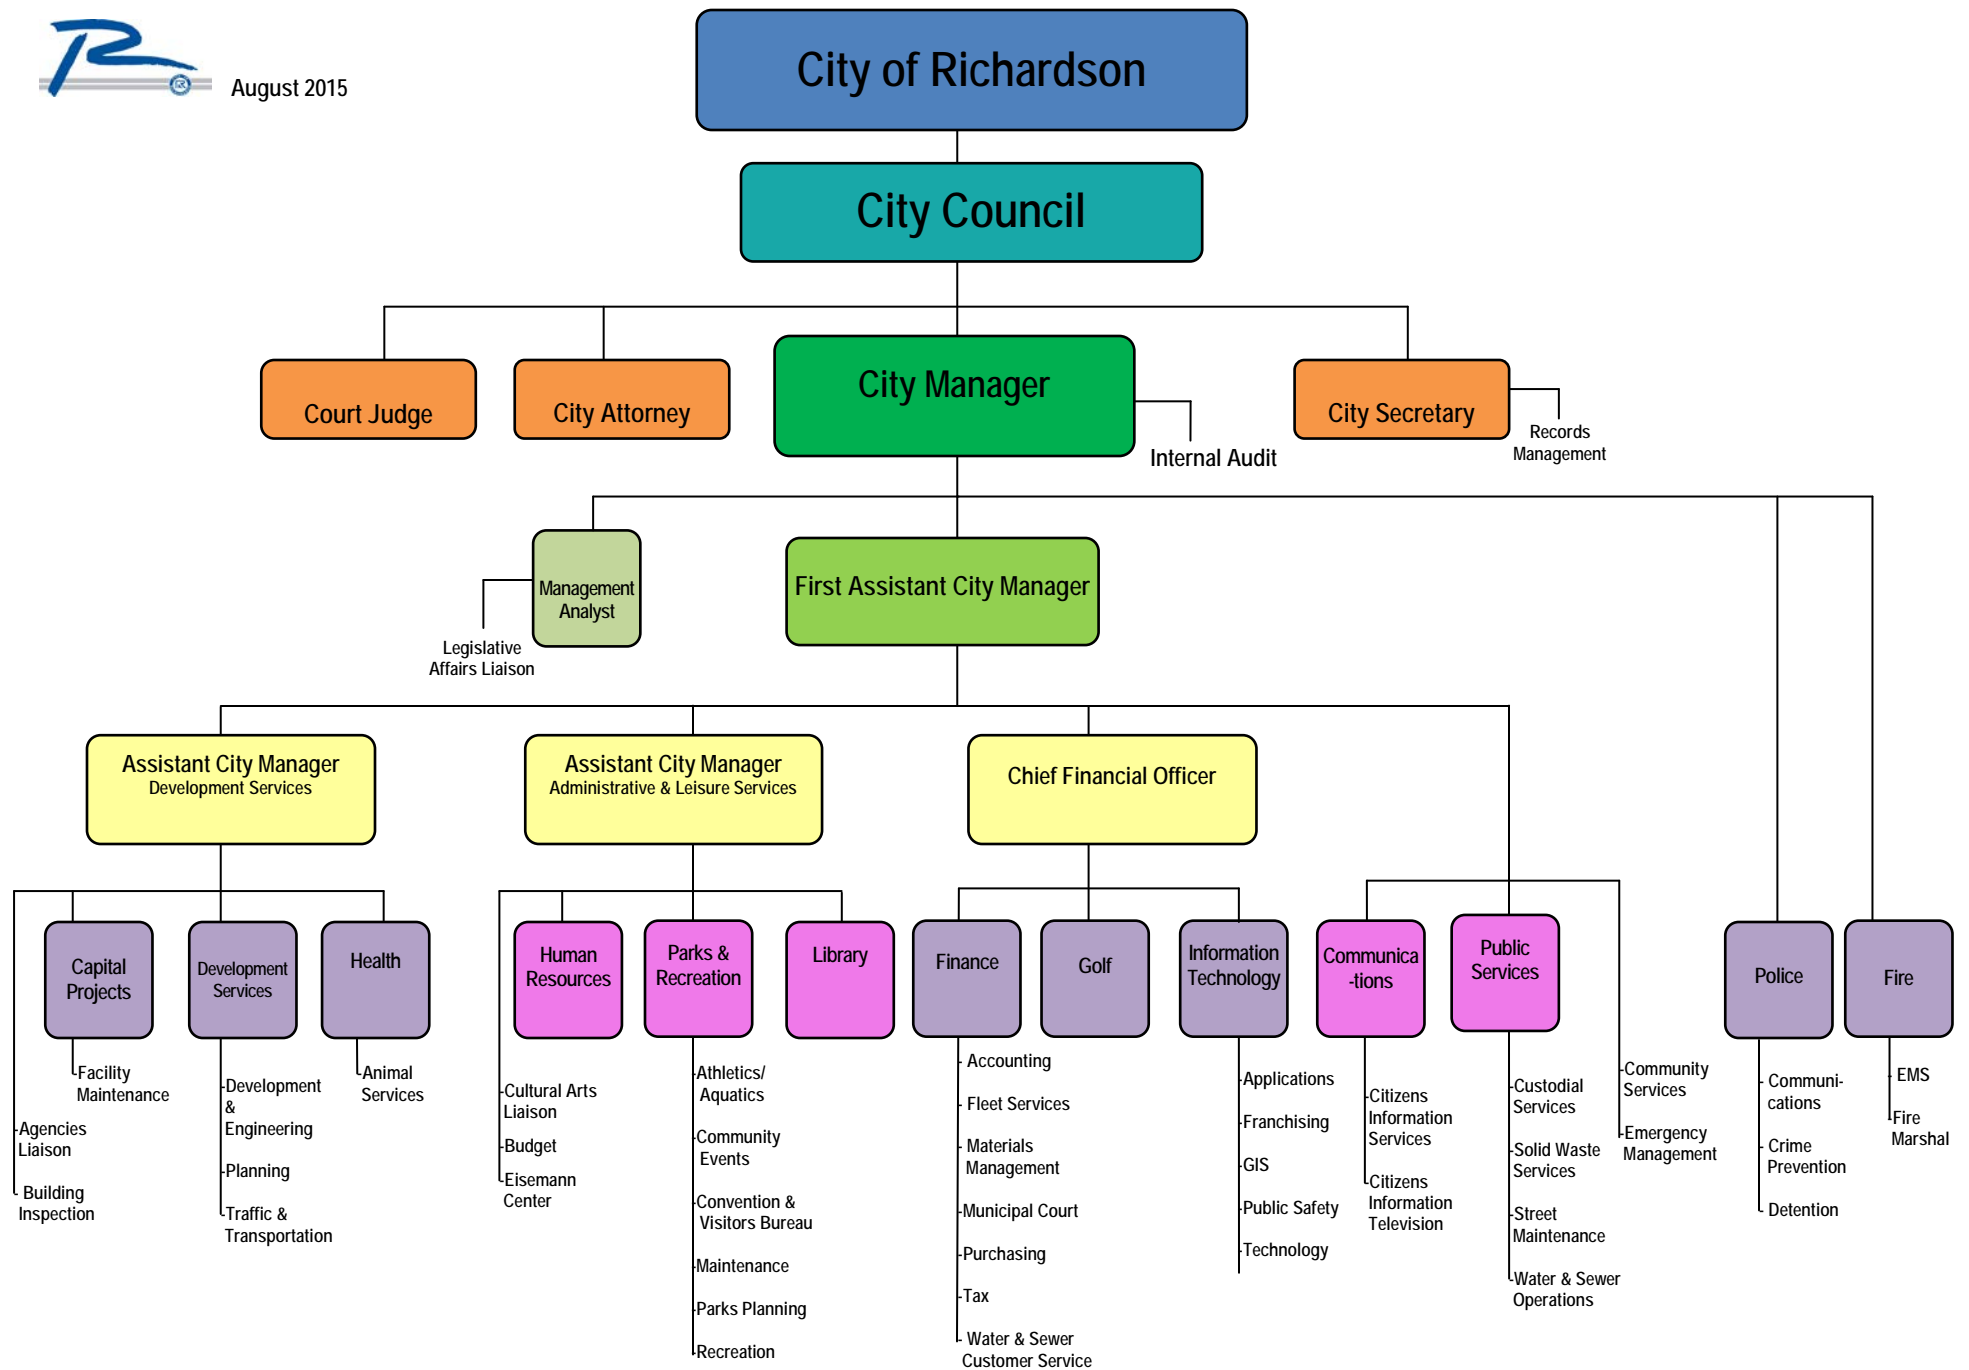 August 2015
City of Richardson
City Council
Court Judge
City Attorney
City Manager
Internal Audit
City Secretary
Records
Management
Management
Analyst
Legislative
Affairs Liaison
First Assistant City Manager
Assistant City Manager
Development Services
Assistant City Manager
Administrative & Leisure Services
Chief Financial Officer
Capital
Projects
Development
Services
Health
Human
Resources
Parks &
Recreation
Library
Finance
Golf
Information
Technology
Communica
-tions
Public
Services
Police
Fire
-Agencies
Liaison
- Building
Inspection
-Facility
Maintenance
-Development
&
Engineering
-Planning
-Traffic &
Transportation
-Animal
Services
-Cultural Arts
Liaison
-Budget
-Eisemann
Center
-Athletics/
Aquatics
-Community
Events
-Convention &
Visitors Bureau
-Maintenance
-Parks Planning
-Recreation
- Accounting
- Fleet Services
- Materials
Management
-Municipal Court
-Purchasing
-Tax
- Water & Sewer
Customer Service
-Applications
-Franchising
-GIS
-Public Safety
-Technology
-Citizens
Information
Services
-Citizens
Information
Television
-Custodial
Services
-Solid Waste
Services
-Street
Maintenance
-Water & Sewer
Operations
-Community
Services
-Emergency
Management
- Communi-
cations
- Crime
Prevention
- Detention
- EMS
-Fire
Marshal